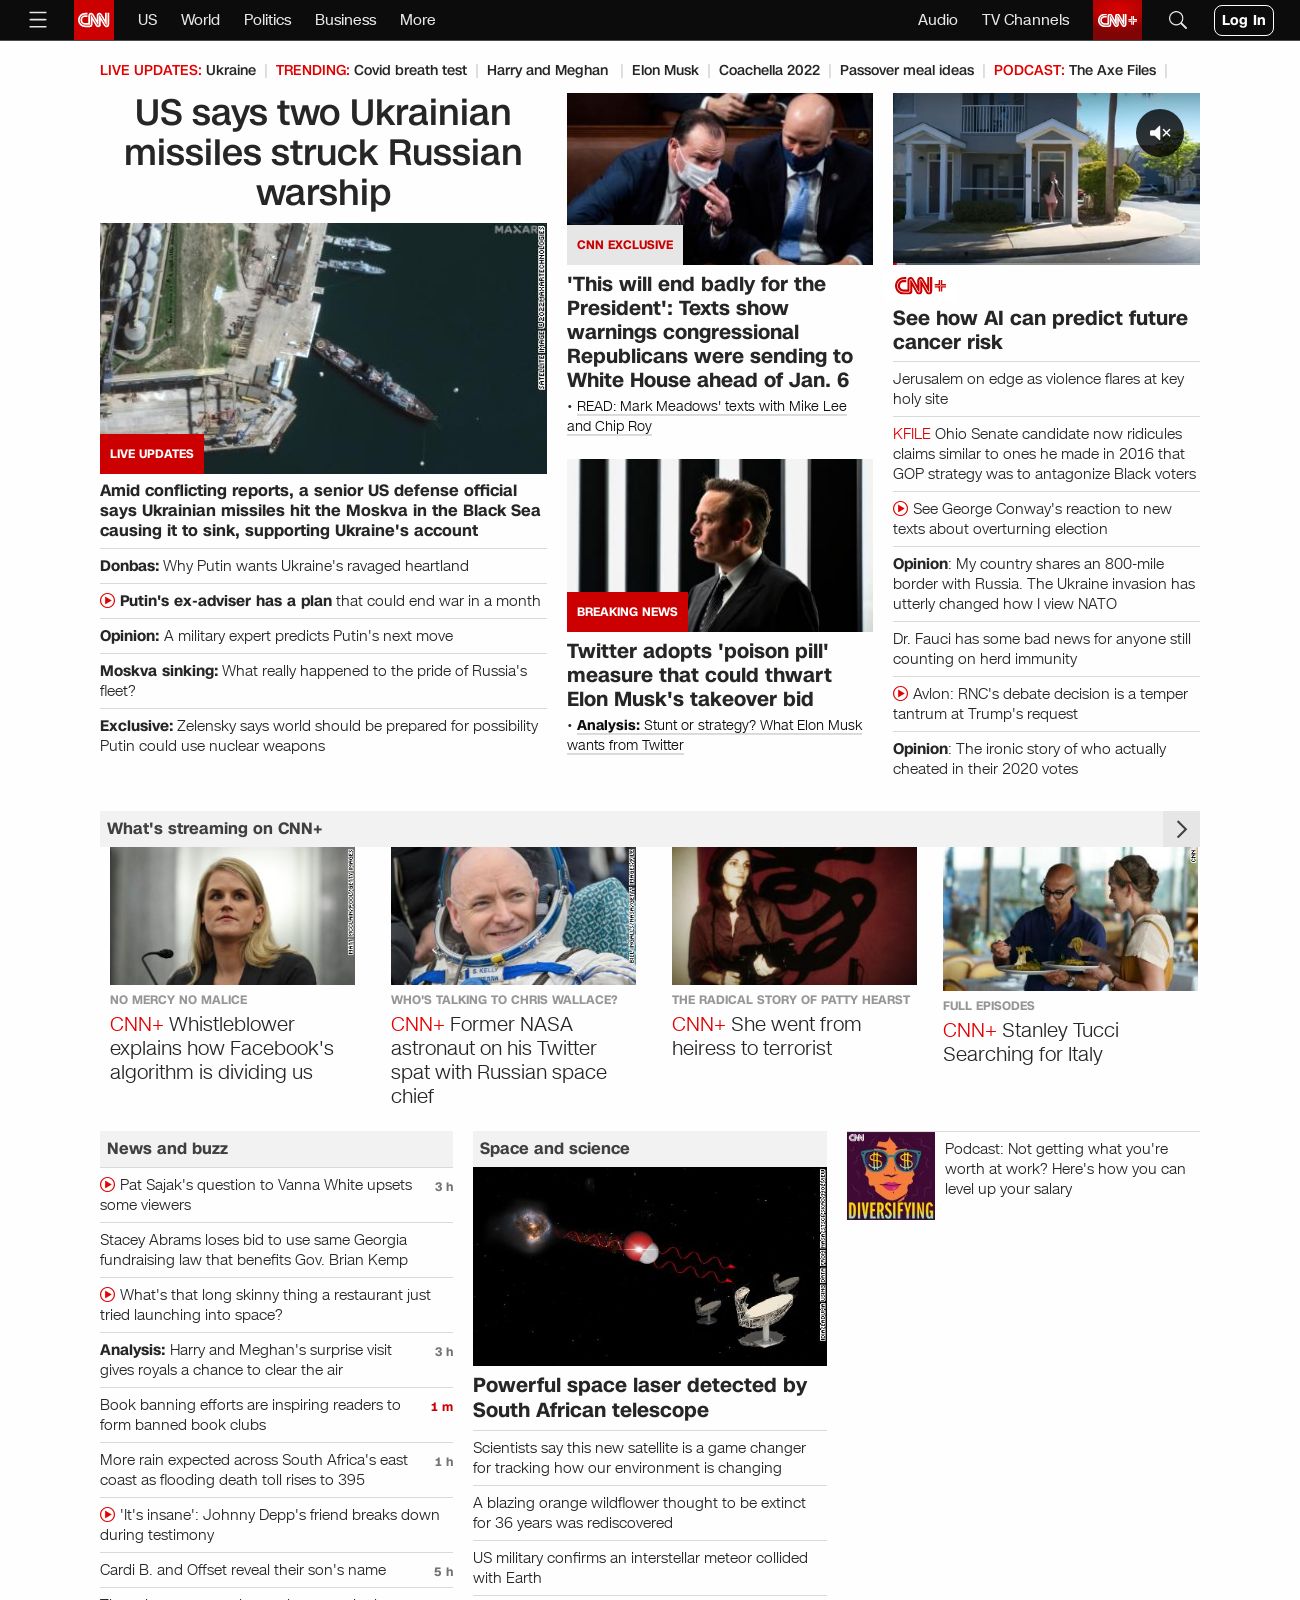 CNN
US
World
Politics
Business
More
Audio
TV Channels
CNN+
Log In
LIVE UPDATES: Ukraine
TRENDING: Covid breath test
Harry and Meghan
Elon Musk
Coachella 2022
Passover meal ideas
PODCAST: The Axe Files
US says two Ukrainian
missiles struck Russian
warship
MAXAR
SATELLITE IMAGE ©2022 MAXAR TECHNOLOGIES
LIVE UPDATES
Amid conflicting reports, a senior US defense official
says Ukrainian missiles hit the Moskva in the Black Sea
causing it to sink, supporting Ukraine's account
Donbas: Why Putin wants Ukraine's ravaged heartland
Putin's ex-adviser has a plan that could end war in a month
Opinion: A military expert predicts Putin's next move
Moskva sinking: What really happened to the pride of Russia's
fleet?
Exclusive: Zelensky says world should be prepared for possibility
Putin could use nuclear weapons
CNN EXCLUSIVE
'This will end badly for the
President': Texts show
warnings congressional
Republicans were sending to
White House ahead of Jan. 6
• READ: Mark Meadows' texts with Mike Lee
and Chip Roy
BREAKING NEWS
Twitter adopts 'poison pill'
measure that could thwart
Elon Musk's takeover bid
• Analysis: Stunt or strategy? What Elon Musk
wants from Twitter
CNN+
See how AI can predict future
cancer risk
Jerusalem on edge as violence flares at key
holy site
KFILE Ohio Senate candidate now ridicules
claims similar to ones he made in 2016 that
GOP strategy was to antagonize Black voters
See George Conway's reaction to new
texts about overturning election
Opinion: My country shares an 800-mile
border with Russia. The Ukraine invasion has
utterly changed how I view NATO
Dr. Fauci has some bad news for anyone still
counting on herd immunity
Avlon: RNC's debate decision is a temper
tantrum at Trump's request
Opinion: The ironic story of who actually
cheated in their 2020 votes
What's streaming on CNN+
NO MERCY NO MALICE
CNN+ Whistleblower
explains how Facebook's
algorithm is dividing us
S. KELLY
WHO'S TALKING TO CHRIS WALLACE?
CNN+ Former NASA
astronaut on his Twitter
spat with Russian space
chief
THE RADICAL STORY OF PATTY HEARST
CNN+ She went from
heiress to terrorist
CNN
FULL EPISODES
CNN+ Stanley Tucci
Searching for Italy
News and buzz
Pat Sajak's question to Vanna White upsets
some viewers
3 h
Stacey Abrams loses bid to use same Georgia
fundraising law that benefits Gov. Brian Kemp
What's that long skinny thing a restaurant just
tried launching into space?
Analysis: Harry and Meghan's surprise visit
gives royals a chance to clear the air
3 h
Book banning efforts are inspiring readers to
form banned book clubs
1 m
More rain expected across South Africa's east
coast as flooding death toll rises to 395
1 h
'It's insane': Johnny Depp's friend breaks down
during testimony
Cardi B. and Offset reveal their son's name
5 h
Space and science
Powerful space laser detected by
South African telescope
Scientists say this new satellite is a game changer
for tracking how our environment is changing
A blazing orange wildflower thought to be extinct
for 36 years was rediscovered
US military confirms an interstellar meteor collided
with Earth
CNN
DIVERSIFYING
Podcast: Not getting what you're
worth at work? Here's how you can
level up your salary